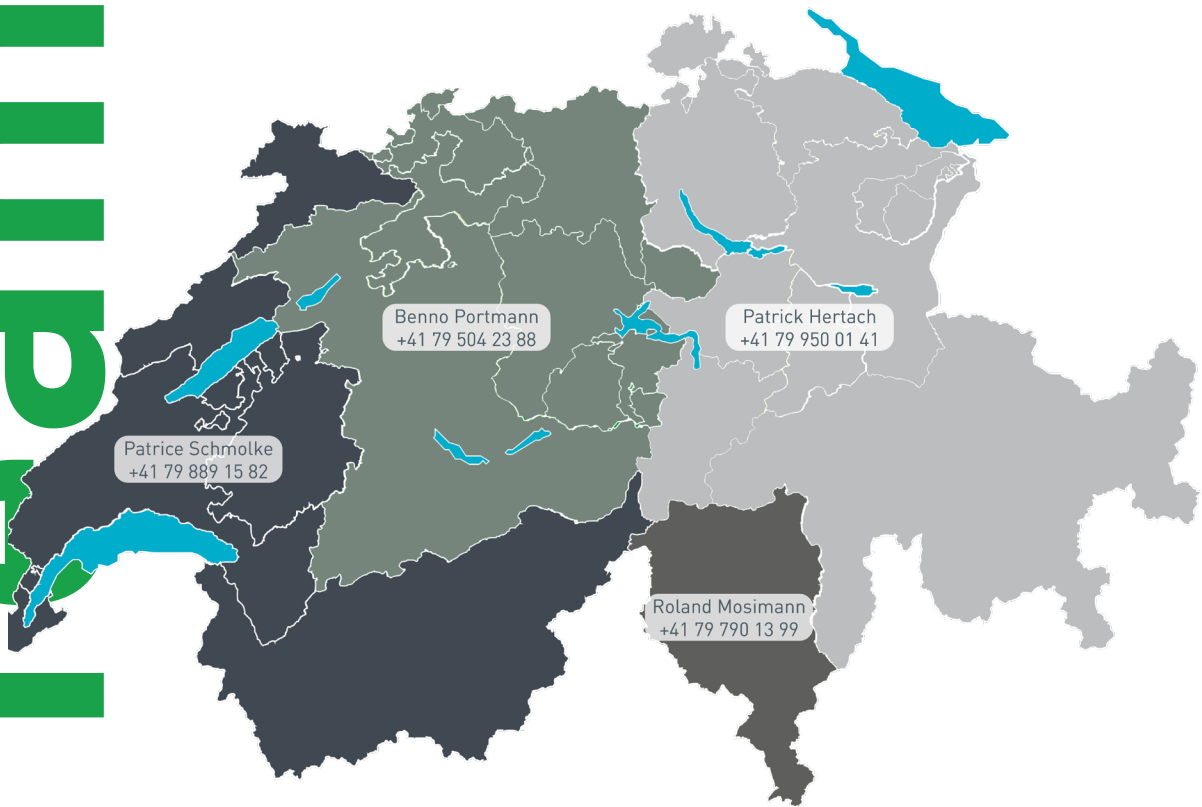 Benno Portmann
+41 79 504 23 88
Patrick Hertach
+41 79 950 01 41
Patrice Schmolke
+41 79 889 15 82
Roland Mosimann
+41 79 790 13 99